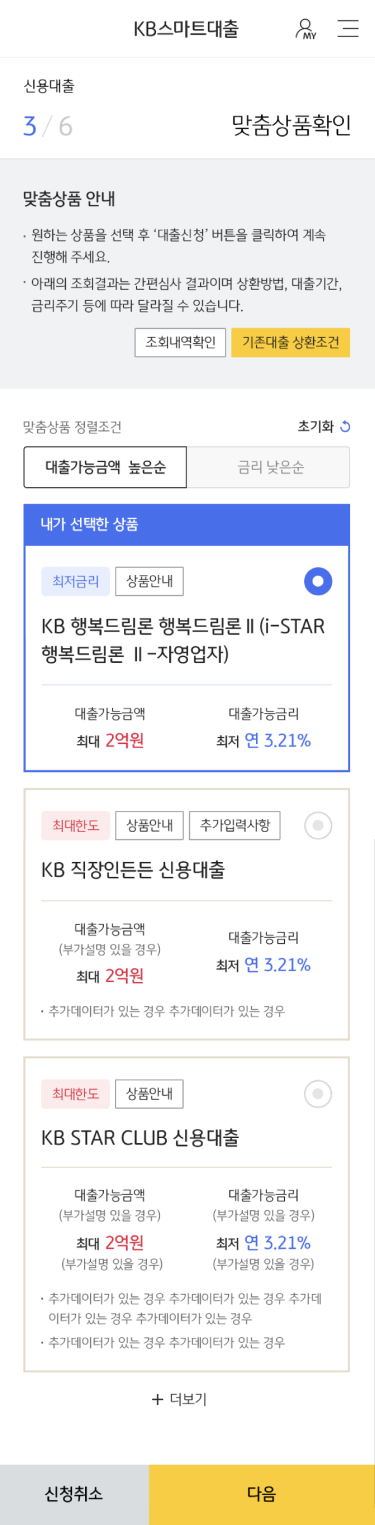 KB스마트대출
MY
신용대출
3 / 6
맞춤상품확인
맞춤상품 안내
· 원하는 상품을 선택 후 ‘대출신청’ 버튼을 클릭하여 계속
진행해 주세요.
· 아래의 조회결과는 간편심사 결과이며 상환방법, 대출기간,
금리주기 등에 따라 달라질 수 있습니다.
조회내역확인 기존대출 상환조건
맞춤상품 정렬조건 초기화
대출가능금액 높은순 금리 낮은순
내가 선택한 상품
최저금리 상품안내
KB 행복드림론 행복드림론Ⅱ(i-STAR
행복드림론 Ⅱ-자영업자)
대출가능금액 대출가능금리
최대 2억원 최저 연 3.21%
최대한도 상품안내 추가입력사항
KB 직장인든든 신용대출
대출가능금액 대출가능금리
(부가설명 있을 경우)
최대 2억원 최저 연 3.21%
· 추가데이터가 있는 경우 추가데이터가 있는 경우
최대한도 상품안내
KB STAR CLUB 신용대출
대출가능금액 대출가능금리
(부가설명 있을 경우) (부가설명 있을 경우)
최대 2억원 최저 연 3.21%
(부가설명 있을 경우) (부가설명 있을 경우)
· 추가데이터가 있는 경우 추가데이터가 있는 경우 추가데
이터가 있는 경우 추가데이터가 있는 경우
· 추가데이터가 있는 경우 추가데이터가 있는 경우
+ 더보기
신청취소 다음